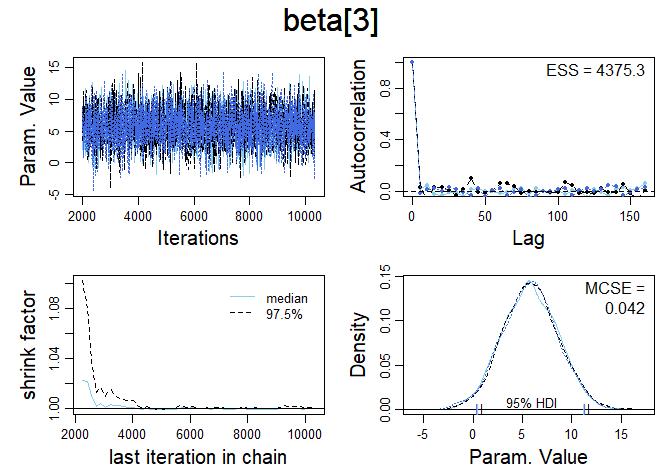 beta[3]
Param. Value
-5 0 5 10 15
2000 4000 6000 8000 10000
Iterations
Autocorrelation
0.0 0.4 0.8
ESS = 4375.3
0 50 100 150
Lag
shrink factor
1.00 1.04 1.08
median
97.5%
2000 4000 6000 8000 10000
last iteration in chain
Density
0.00 0.05 0.10 0.15
MCSE =
0.042
95% HDI
-5 0 5 10 15
Param. Value